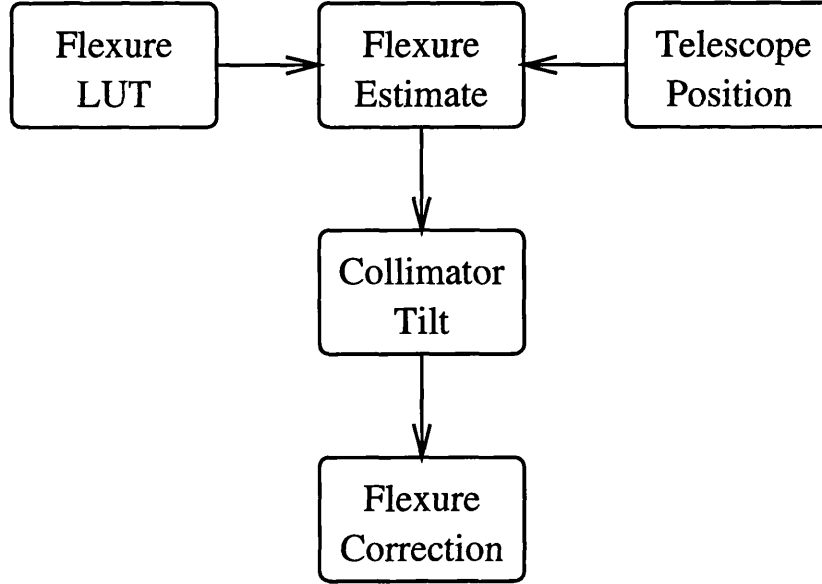 Flexure
LUT
Flexure
Estimate
Telescope
Position
Collimator
Tilt
Flexure
Correction